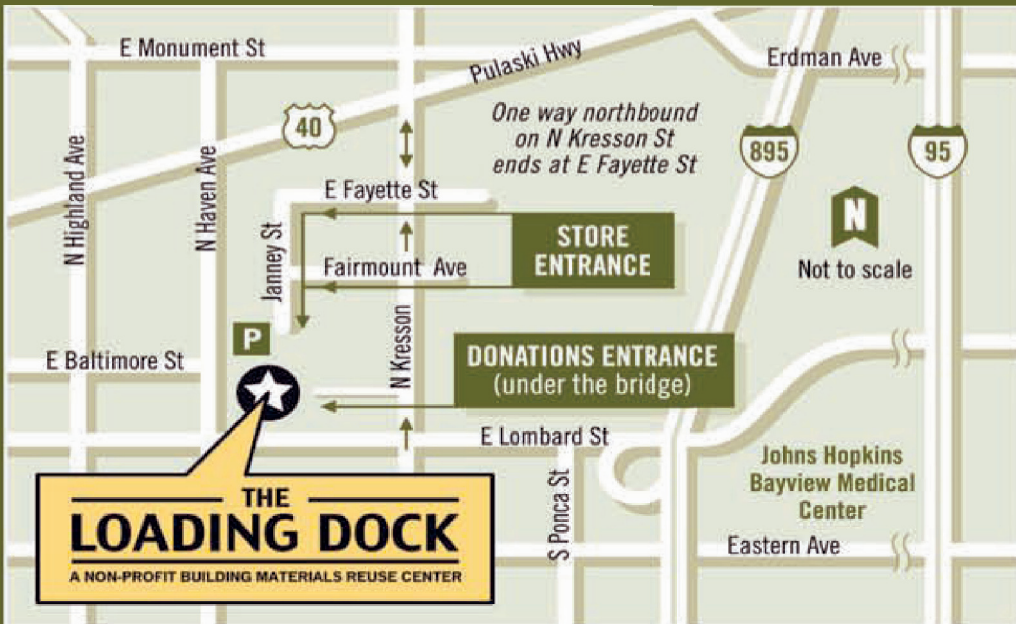 E Monument St
Pulaski Hwy
Erdman Ave
40
One way northbound
on N Kresson St
ends at E Fayette St
895
95
N Highland Ave
N Haven Ave
E Fayette St
N
Not to scale
Janney St
Fairmount Ave
STORE
ENTRANCE
N Kresson
P
E Baltimore St
DONATIONS ENTRANCE
(under the bridge)
E Lombard St
S Ponca St
Johns Hopkins
Bayview Medical
Center
Eastern Ave
THE
LOADING DOCK
A NON-PROFIT BUILDING MATERIALS REUSE CENTER